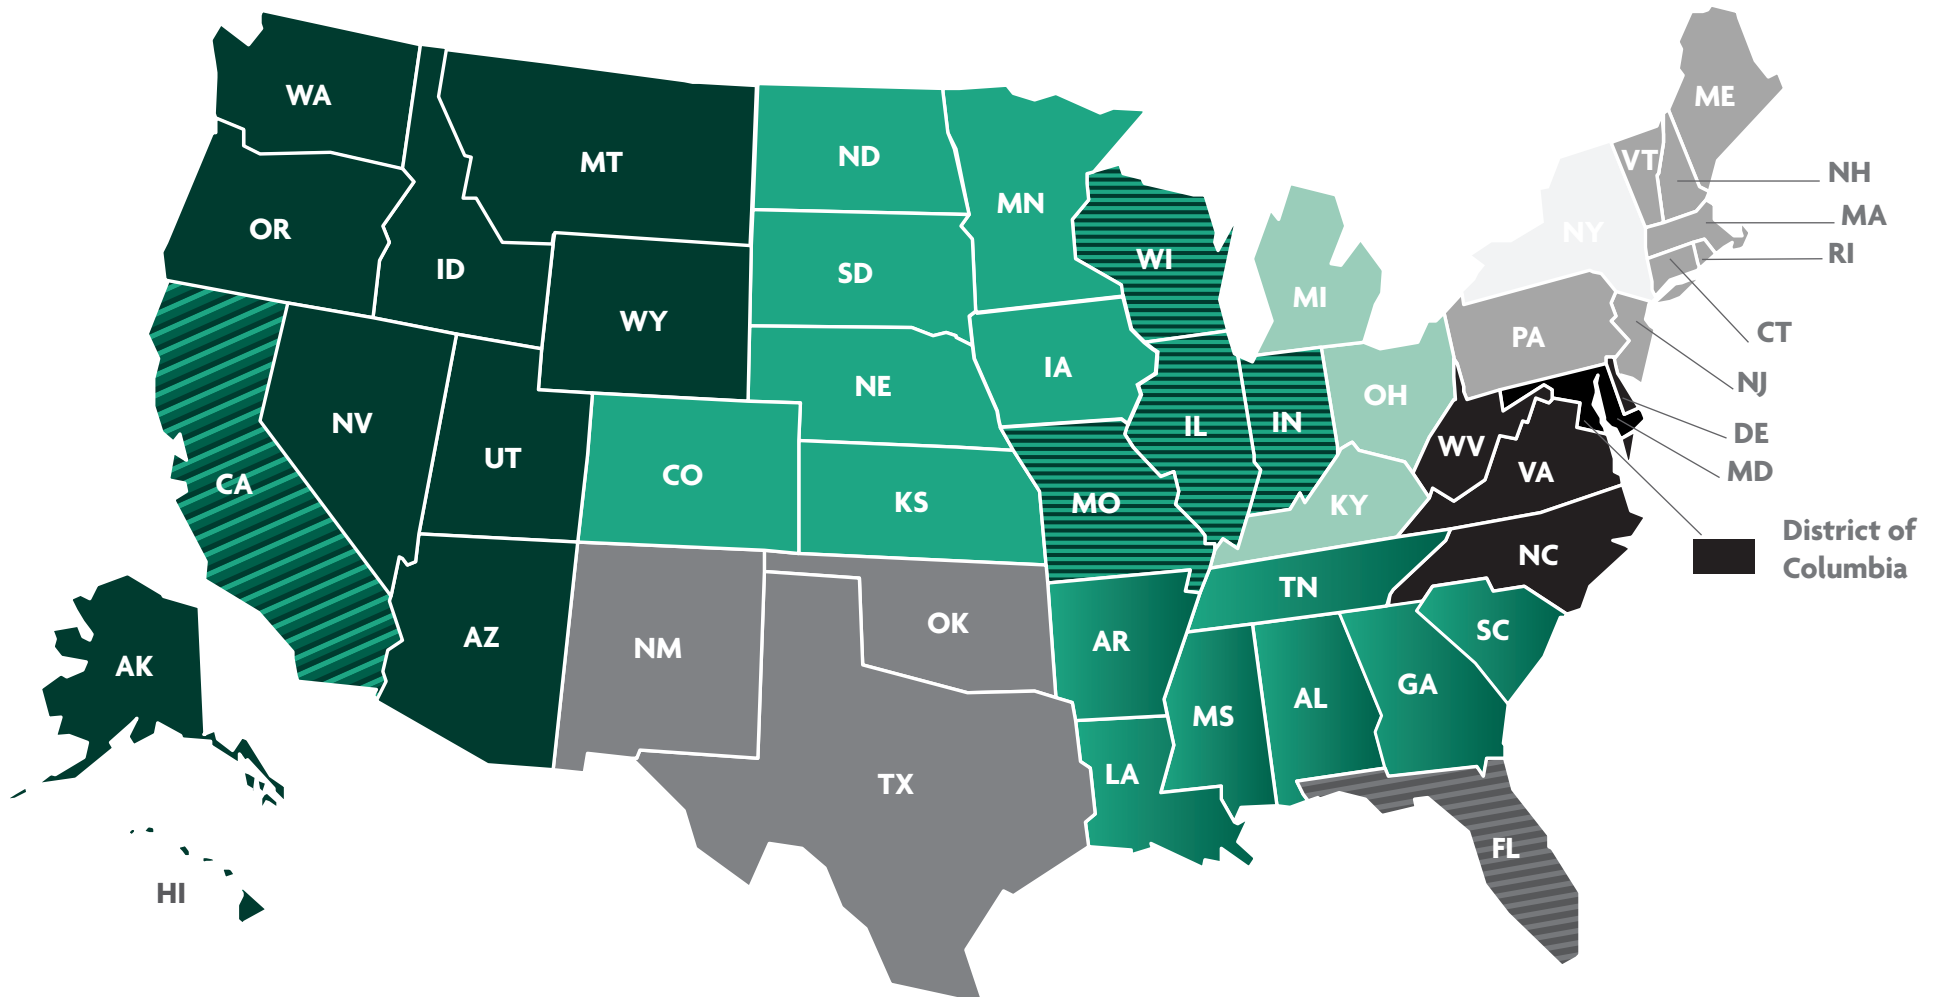 WA
ME
ND
VT
MT
NH
MN
MA
OR
NY
RI
WI
ID
SD
MI
WY
CT
PA
IA
NJ
NE
OH
NV
IL
IN
DE
WV
UT
CO
VA
MD
CA
KS
MO
KY
District of
Columbia
NC
TN
OK
SC
AZ
AR
NM
AK
GA
AL
MS
LA
TX
FL
HI